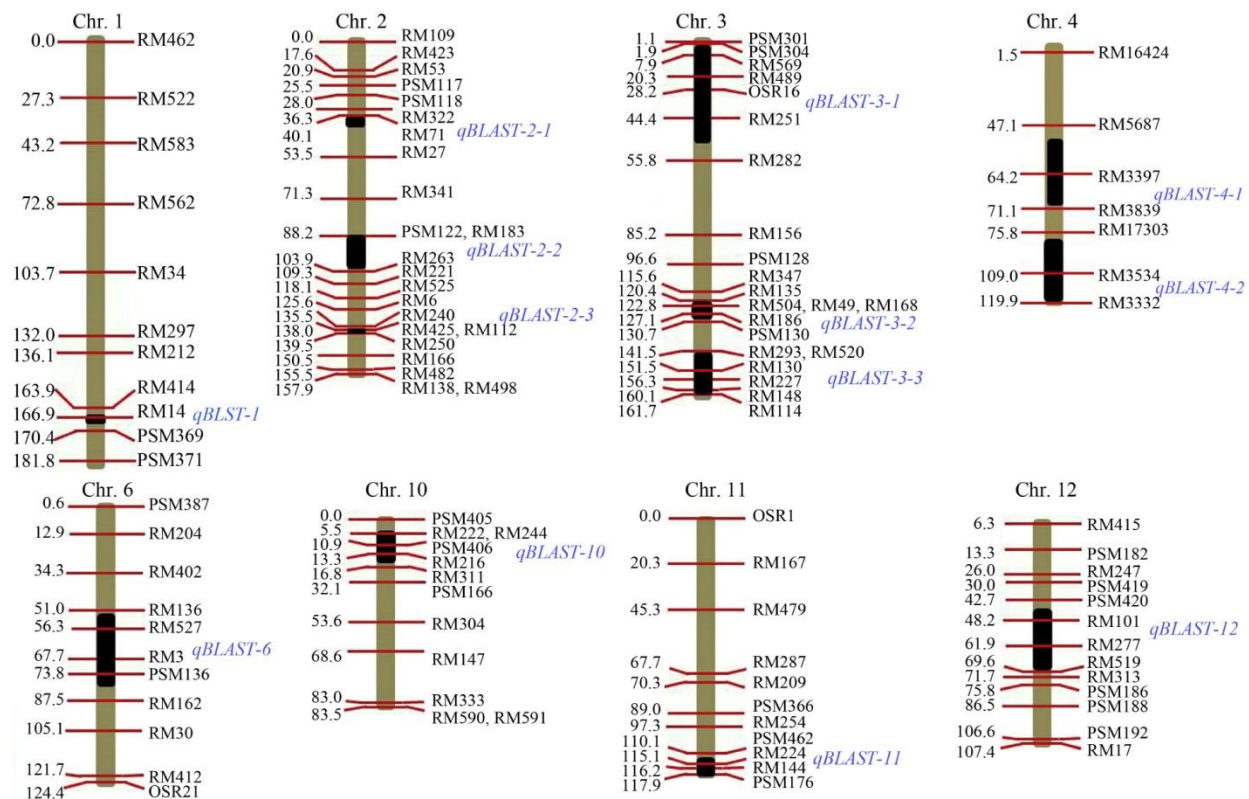 Chr. 1
0.0 RM462
27.3 RM522
43.2 RM583
72.8 RM562
103.7 RM34
132.0 RM297
136.1 RM212
163.9 RM414
166.9 RM14
qBLST-1
170.4 PSM369
181.8 PSM371
Chr. 2
0.0 RM109
17.6 RM423
20.9 RM53
25.5 PSM117
28.0 PSM118
36.3 RM322
qBLAST-2-1
40.1 RM71
53.5 RM27
71.3 RM341
88.2 PSM122, RM183
qBLAST-2-2
103.9 RM263
109.3 RM221
118.1 RM525
125.6 RM6
qBLAST-2-3
135.5 RM240
138.0 RM425, RM112
139.5 RM250
150.5 RM166
155.5 RM482
157.9 RM138, RM498
Chr. 3
1.1 PSM301
1.9 PSM304
7.9 RM569
20.3 RM489
28.2 OSR16
qBLAST-3-1
44.4 RM251
55.8 RM282
85.2 RM156
96.6 PSM128
115.6 RM347
120.4 RM135
122.8 RM504, RM49, RM168
127.1 RM186
qBLAST-3-2
130.7 PSM130
141.5 RM293, RM520
151.5 RM130
156.3 RM227
qBLAST-3-3
160.1 RM148
161.7 RM114
Chr. 4
1.5 RM16424
47.1 RM5687
64.2 RM3397
qBLAST-4-1
71.1 RM3839
75.8 RM17303
109.0 RM3534
qBLAST-4-2
119.9 RM3332
Chr. 6
0.6 PSM387
12.9 RM204
34.3 RM402
51.0 RM136
56.3 RM527
qBLAST-6
67.7 RM3
73.8 PSM136
87.5 RM162
105.1 RM30
121.7 RM412
124.4 OSR21
Chr. 10
0.0 PSM405
5.5 RM222, RM244
10.9 PSM406
qBLAST-10
13.3 RM216
16.8 RM311
32.1 PSM166
53.6 RM304
68.6 RM147
83.0 RM333
83.5 RM590, RM591
Chr. 11
0.0 OSR1
20.3 RM167
45.3 RM479
67.7 RM287
70.3 RM209
89.0 PSM366
97.3 RM254
110.1 PSM462
115.1 RM224
qBLAST-11
116.2 RM144
117.9 PSM176
Chr. 12
6.3 RM415
13.3 PSM182
26.0 RM247
30.0 PSM419
42.7 PSM420
48.2 RM101
qBLAST-12
61.9 RM277
69.6 RM519
71.7 RM313
75.8 PSM186
86.5 PSM188
106.6 PSM192
107.4 RM17